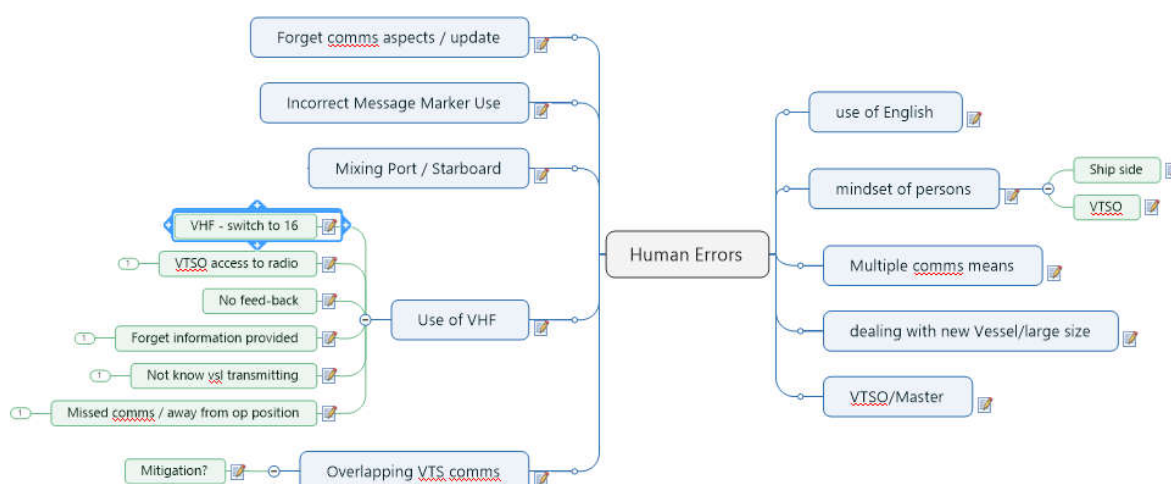 Forget comms aspects / update
Incorrect Message Marker Use
Mixing Port / Starboard
VHF - switch to 16
1
VTSO access to radio
No feed-back
1
Forget information provided
1
Not know vsl transmitting
1
Missed comms / away from op position
Use of VHF
Mitigation?
Overlapping VTS comms
Human Errors
use of English
mindset of persons
Ship side
VTSO
Multiple comms means
dealing with new Vessel/large size
VTSO/Master